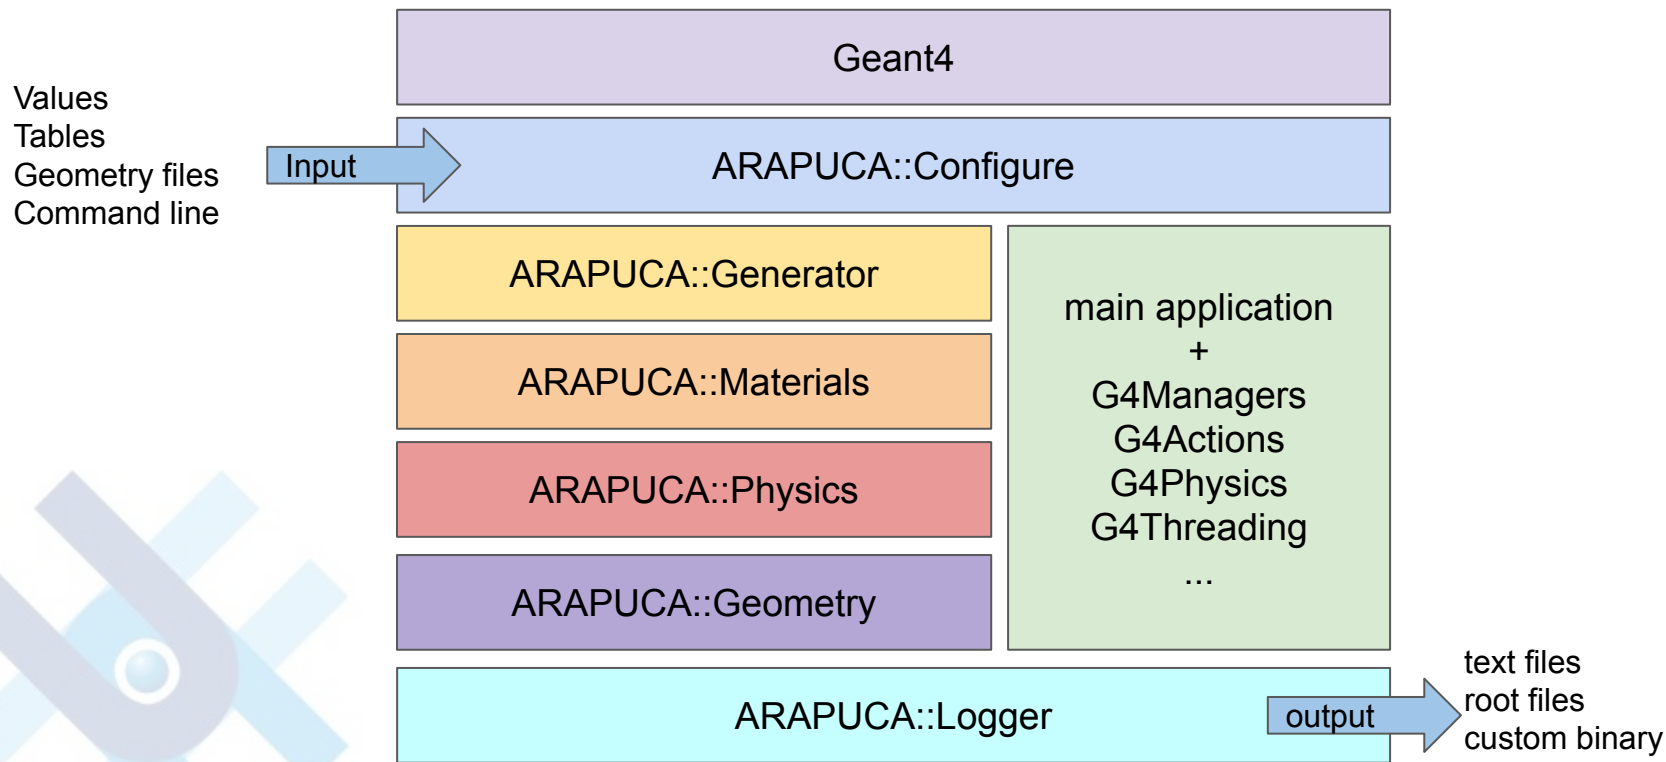 Geant4
Values
Tables
Geometry files
Command line
Input
ARAPUCA::Configure
ARAPUCA::Generator
ARAPUCA::Materials
ARAPUCA::Physics
ARAPUCA::Geometry
main application
+
G4Managers
G4Actions
G4Physics
G4Threading
...
ARAPUCA::Logger
output
text files
root files
custom binary